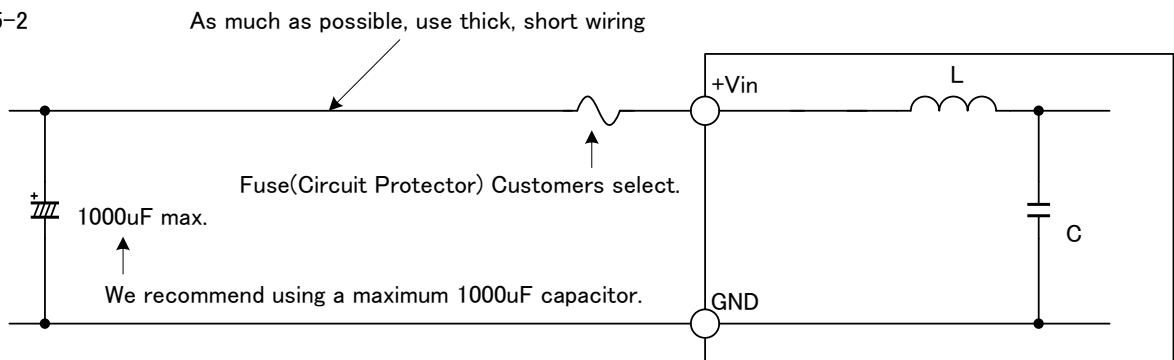 5-2
As much as possible, use thick, short wiring
+Vin
L
Fuse(Circuit Protector) Customers select.
+
1000uF max.
C
We recommend using a maximum 1000uF capacitor.
GND